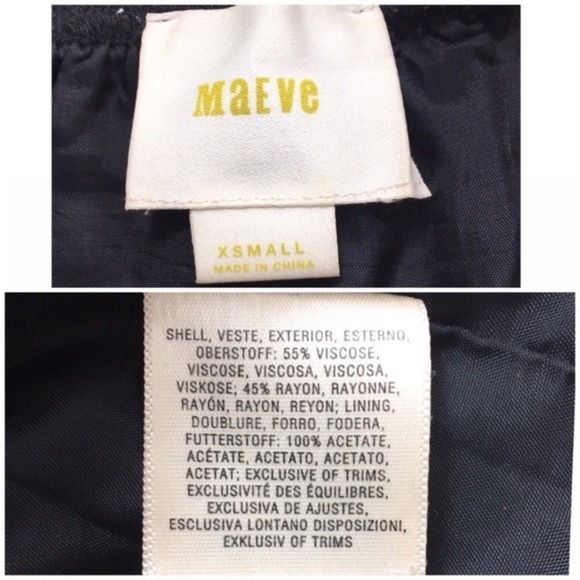 MaEVe
XSMALL
MADE IN CHINA
SHELL, VESTE, EXTERIOR, ESTERNO,
OBERSTOFF: 55% VISCOSE,
VISCOSE, VISCOSA, VISCOSA,
VISKOSE; 45% RAYON, RAYONNE,
RAYÓN, RAYON, REYON; LINING,
DOUBLURE, FORRO, FODERA,
FUTTERSTOFF: 100% ACETATE,
ACÉTATE, ACETATO, ACETATO,
ACETAT; EXCLUSIVE OF TRIMS,
EXCLUSIVITÉ DES ÉQUILIBRES,
EXCLUSIVA DE AJUSTES,
ESCLUSIVA LONTANO DISPOSIZIONI,
EXKLUSIV OF TRIMS